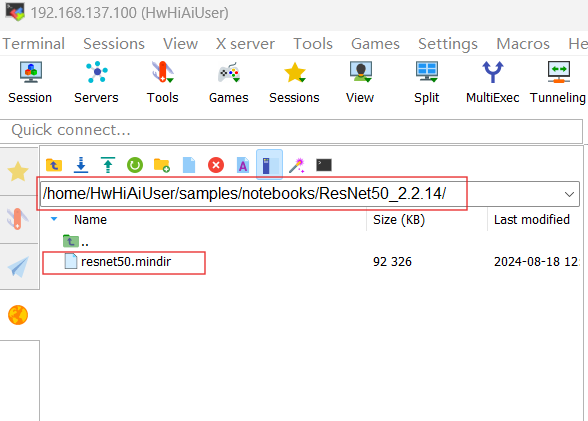 192.168.137.100 (HwHiAiUser)
Terminal Sessions View X server Tools Games Settings Macros He
Session Servers Tools Games Sessions View Split MultiExec Tunneling
Quick connect...
/home/HwHiAiUser/samples/notebooks/ResNet50_2.2.14/
Name Size (KB) Last modified
..
resnet50.mindir 92 326 2024-08-18 12: